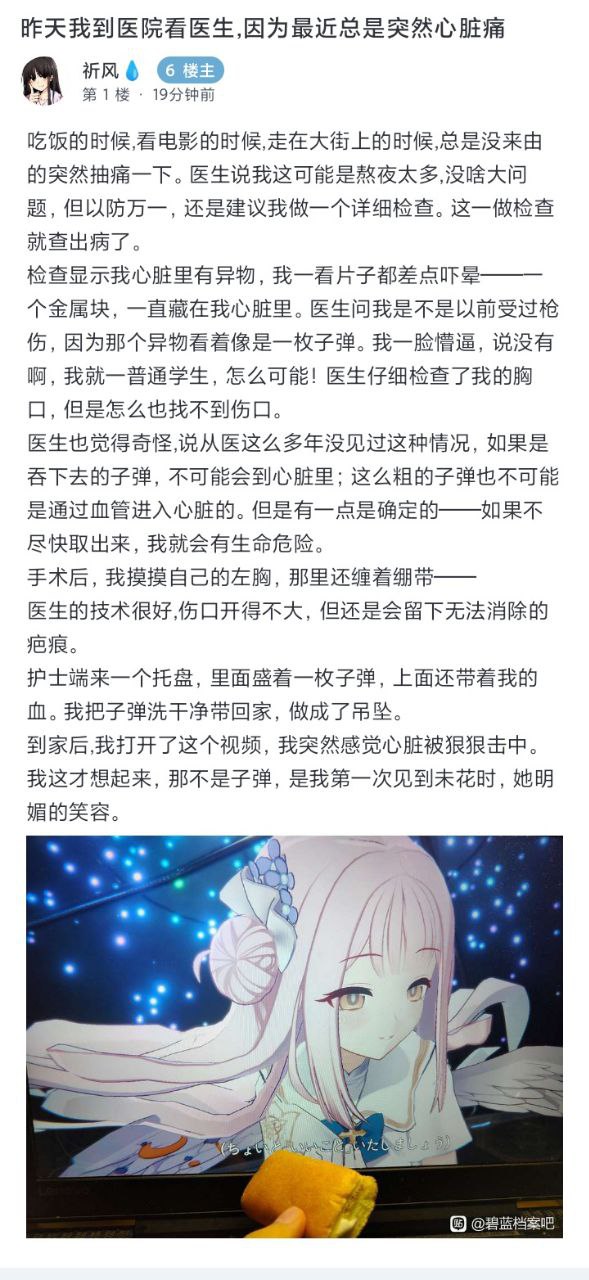 昨天我到医院看医生,因为最近总是突然心脏痛
祈风💧 6 楼主
第 1 楼 · 19分钟前
吃饭的时候,看电影的时候,走在大街上的时候,总是没来由
的突然抽痛一下。医生说我这可能是熬夜太多,没啥大问
题，但以防万一，还是建议我做一个详细检查。这一做检查
就查出病了。
检查显示我心脏里有异物，我一看片子都差点吓晕——一
个金属块，一直藏在我心脏里。医生问我是不是以前受过枪
伤，因为那个异物看着像是一枚子弹。我一脸懵逼，说没有
啊，我就一普通学生，怎么可能！医生仔细检查了我的胸
口，但是怎么也找不到伤口。
医生也觉得奇怪,说从医这么多年没见过这种情况，如果是
吞下去的子弹，不可能会到心脏里；这么粗的子弹也不可能
是通过血管进入心脏的。但是有一点是确定的——如果不
尽快取出来，我就会有生命危险。
手术后，我摸摸自己的左胸，那里还缠着绷带——
医生的技术很好,伤口开得不大，但还是会留下无法消除的
疤痕。
护士端来一个托盘，里面盛着一枚子弹，上面还带着我的
血。我把子弹洗干净带回家，做成了吊坠。
到家后,我打开了这个视频，我突然感觉心脏被狠狠击中。
我这才想起来，那不是子弹，是我第一次见到未花时，她明
媚的笑容。
(ちょいと いいこと いたしましょう)
贴 @碧蓝档案吧